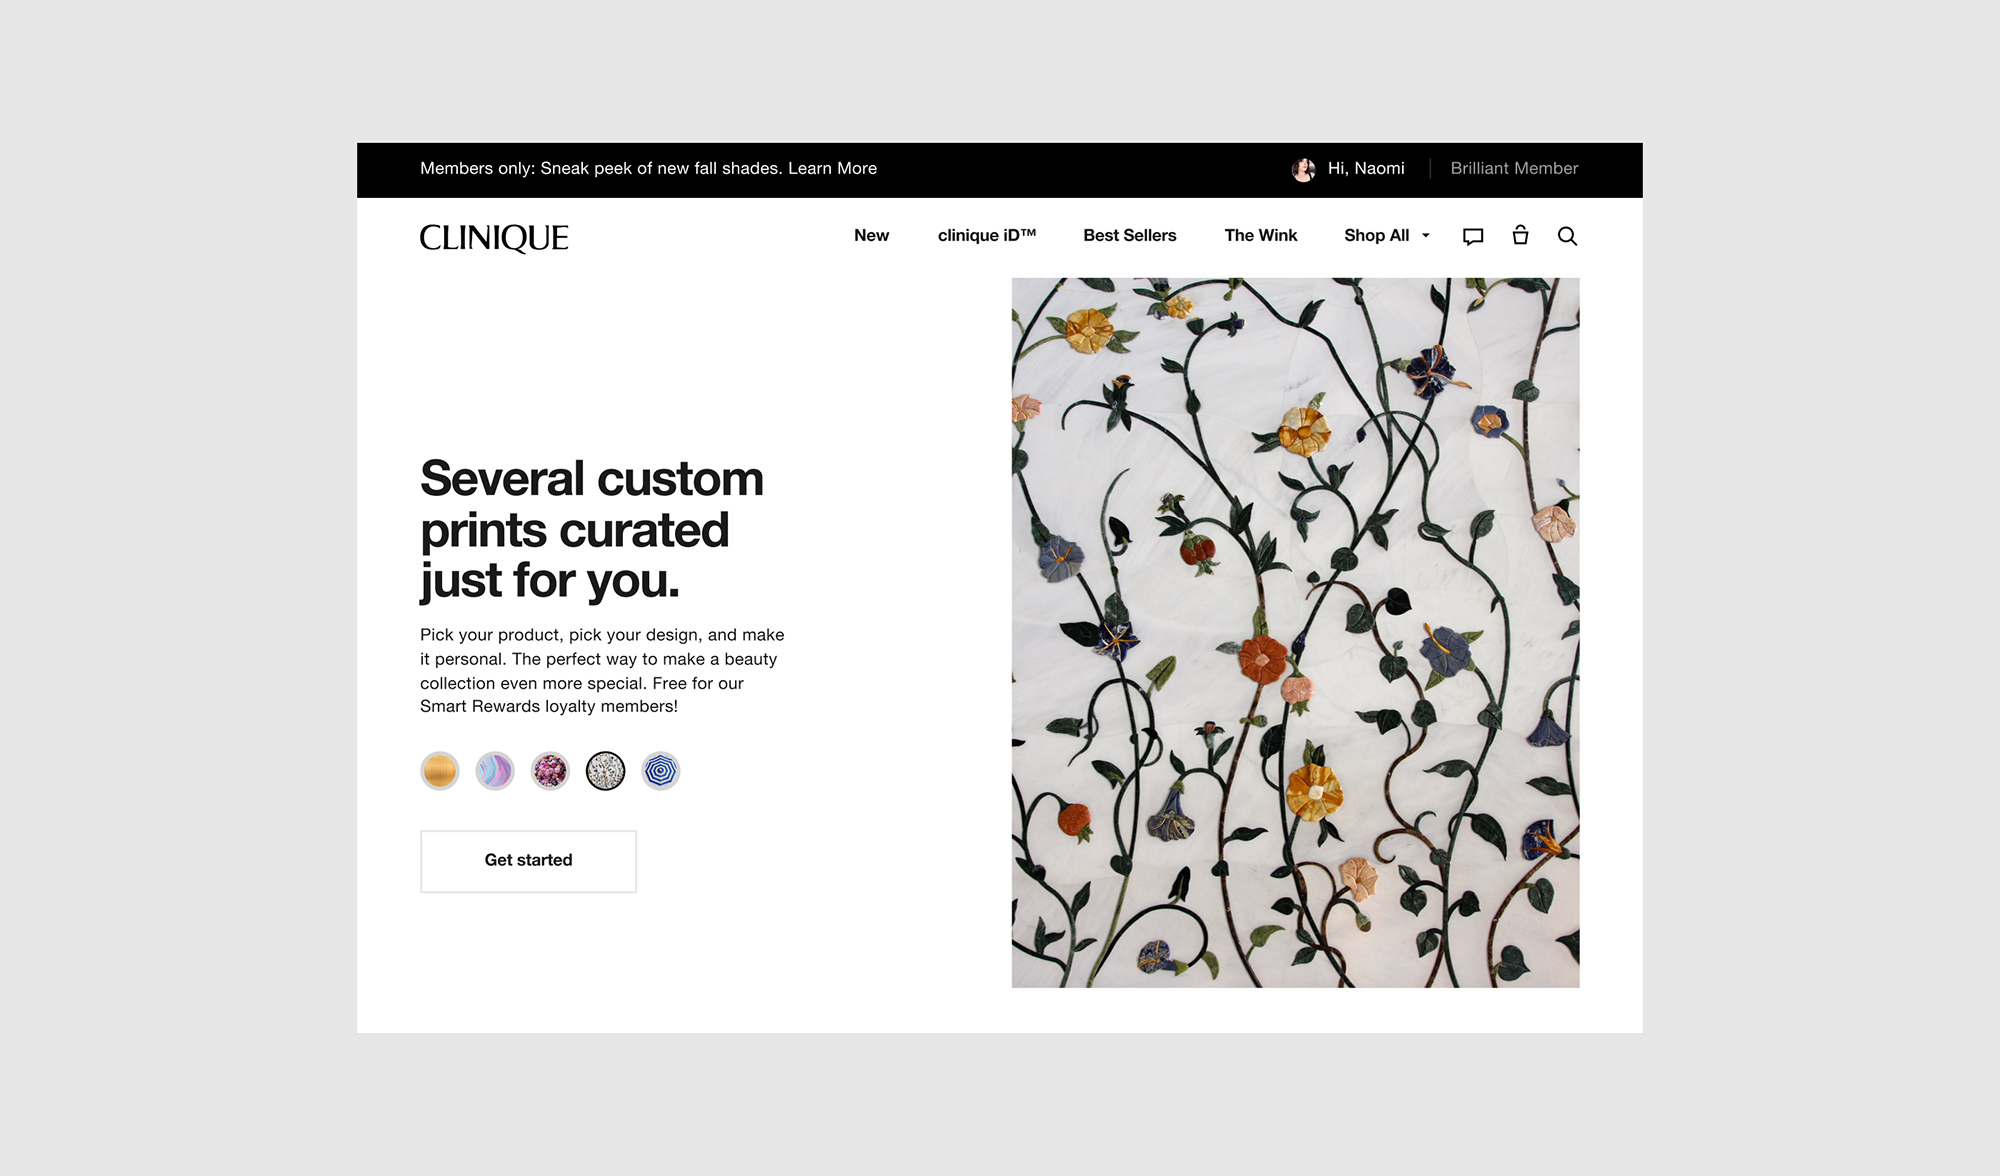 Members only: Sneak peek of new fall shades. Learn More
Hi, Naomi
Brilliant Member
CLINIQUE
New
clinique iD™
Best Sellers
The Wink
Shop All
Several custom
prints curated
just for you.
Pick your product, pick your design, and make
it personal. The perfect way to make a beauty
collection even more special. Free for our
Smart Rewards loyalty members!
Get started